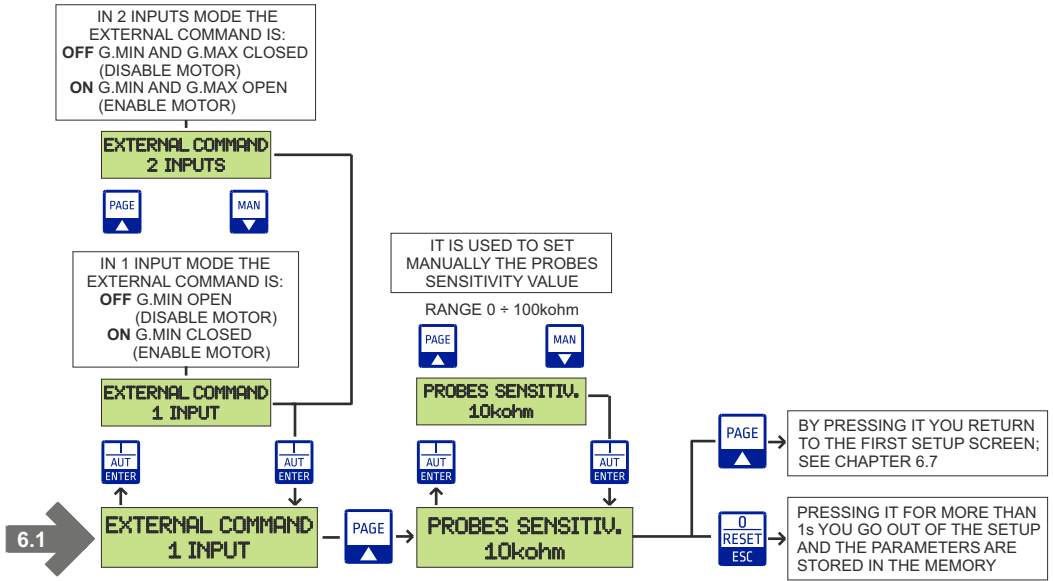 IN 2 INPUTS MODE THE
EXTERNAL COMMAND IS:
OFF G.MIN AND G.MAX CLOSED
(DISABLE MOTOR)
ON G.MIN AND G.MAX OPEN
(ENABLE MOTOR)
EXTERNAL COMMAND
2 INPUTS
PAGE
MAN
IN 1 INPUT MODE THE
EXTERNAL COMMAND IS:
OFF G.MIN OPEN
(DISABLE MOTOR)
ON G.MIN CLOSED
(ENABLE MOTOR)
EXTERNAL COMMAND
1 INPUT
I
AUT
ENTER
I
AUT
ENTER
6.1
EXTERNAL COMMAND
1 INPUT
PAGE
IT IS USED TO SET
MANUALLY THE PROBES
SENSITIVITY VALUE
RANGE 0 ÷ 100kohm
PAGE
MAN
PROBES SENSITIV.
10kohm
I
AUT
ENTER
I
AUT
ENTER
PROBES SENSITIV.
10kohm
PAGE
BY PRESSING IT YOU RETURN
TO THE FIRST SETUP SCREEN;
SEE CHAPTER 6.7
0
RESET
ESC
PRESSING IT FOR MORE THAN
1s YOU GO OUT OF THE SETUP
AND THE PARAMETERS ARE
STORED IN THE MEMORY